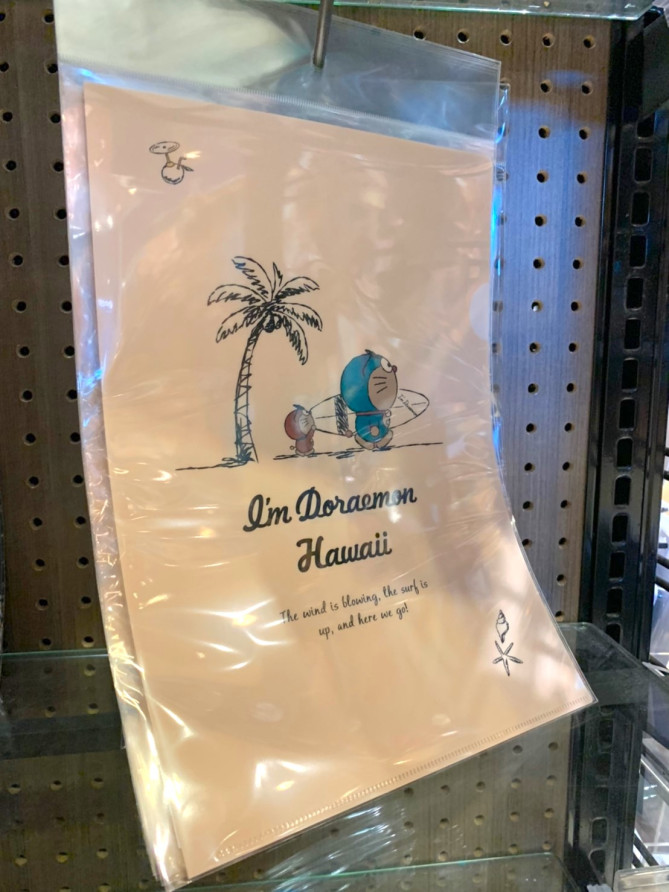 I'm Doraemon
Hawaii
The wind is blowing, the surf is
up, and here we go!